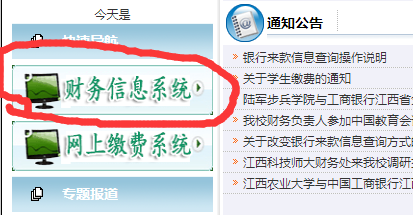 今天是
快速导航
财务信息系统
网上缴费系统
专题报道
通知公告
银行来款信息查询操作说明
关于学生缴费的通知
陆军步兵学院与工商银行江西省
我校财务负责人参加中国教育会
关于改变银行来款信息查询方式的
江西科技师大财务处来我校调研
江西农业大学与中国工商银行江